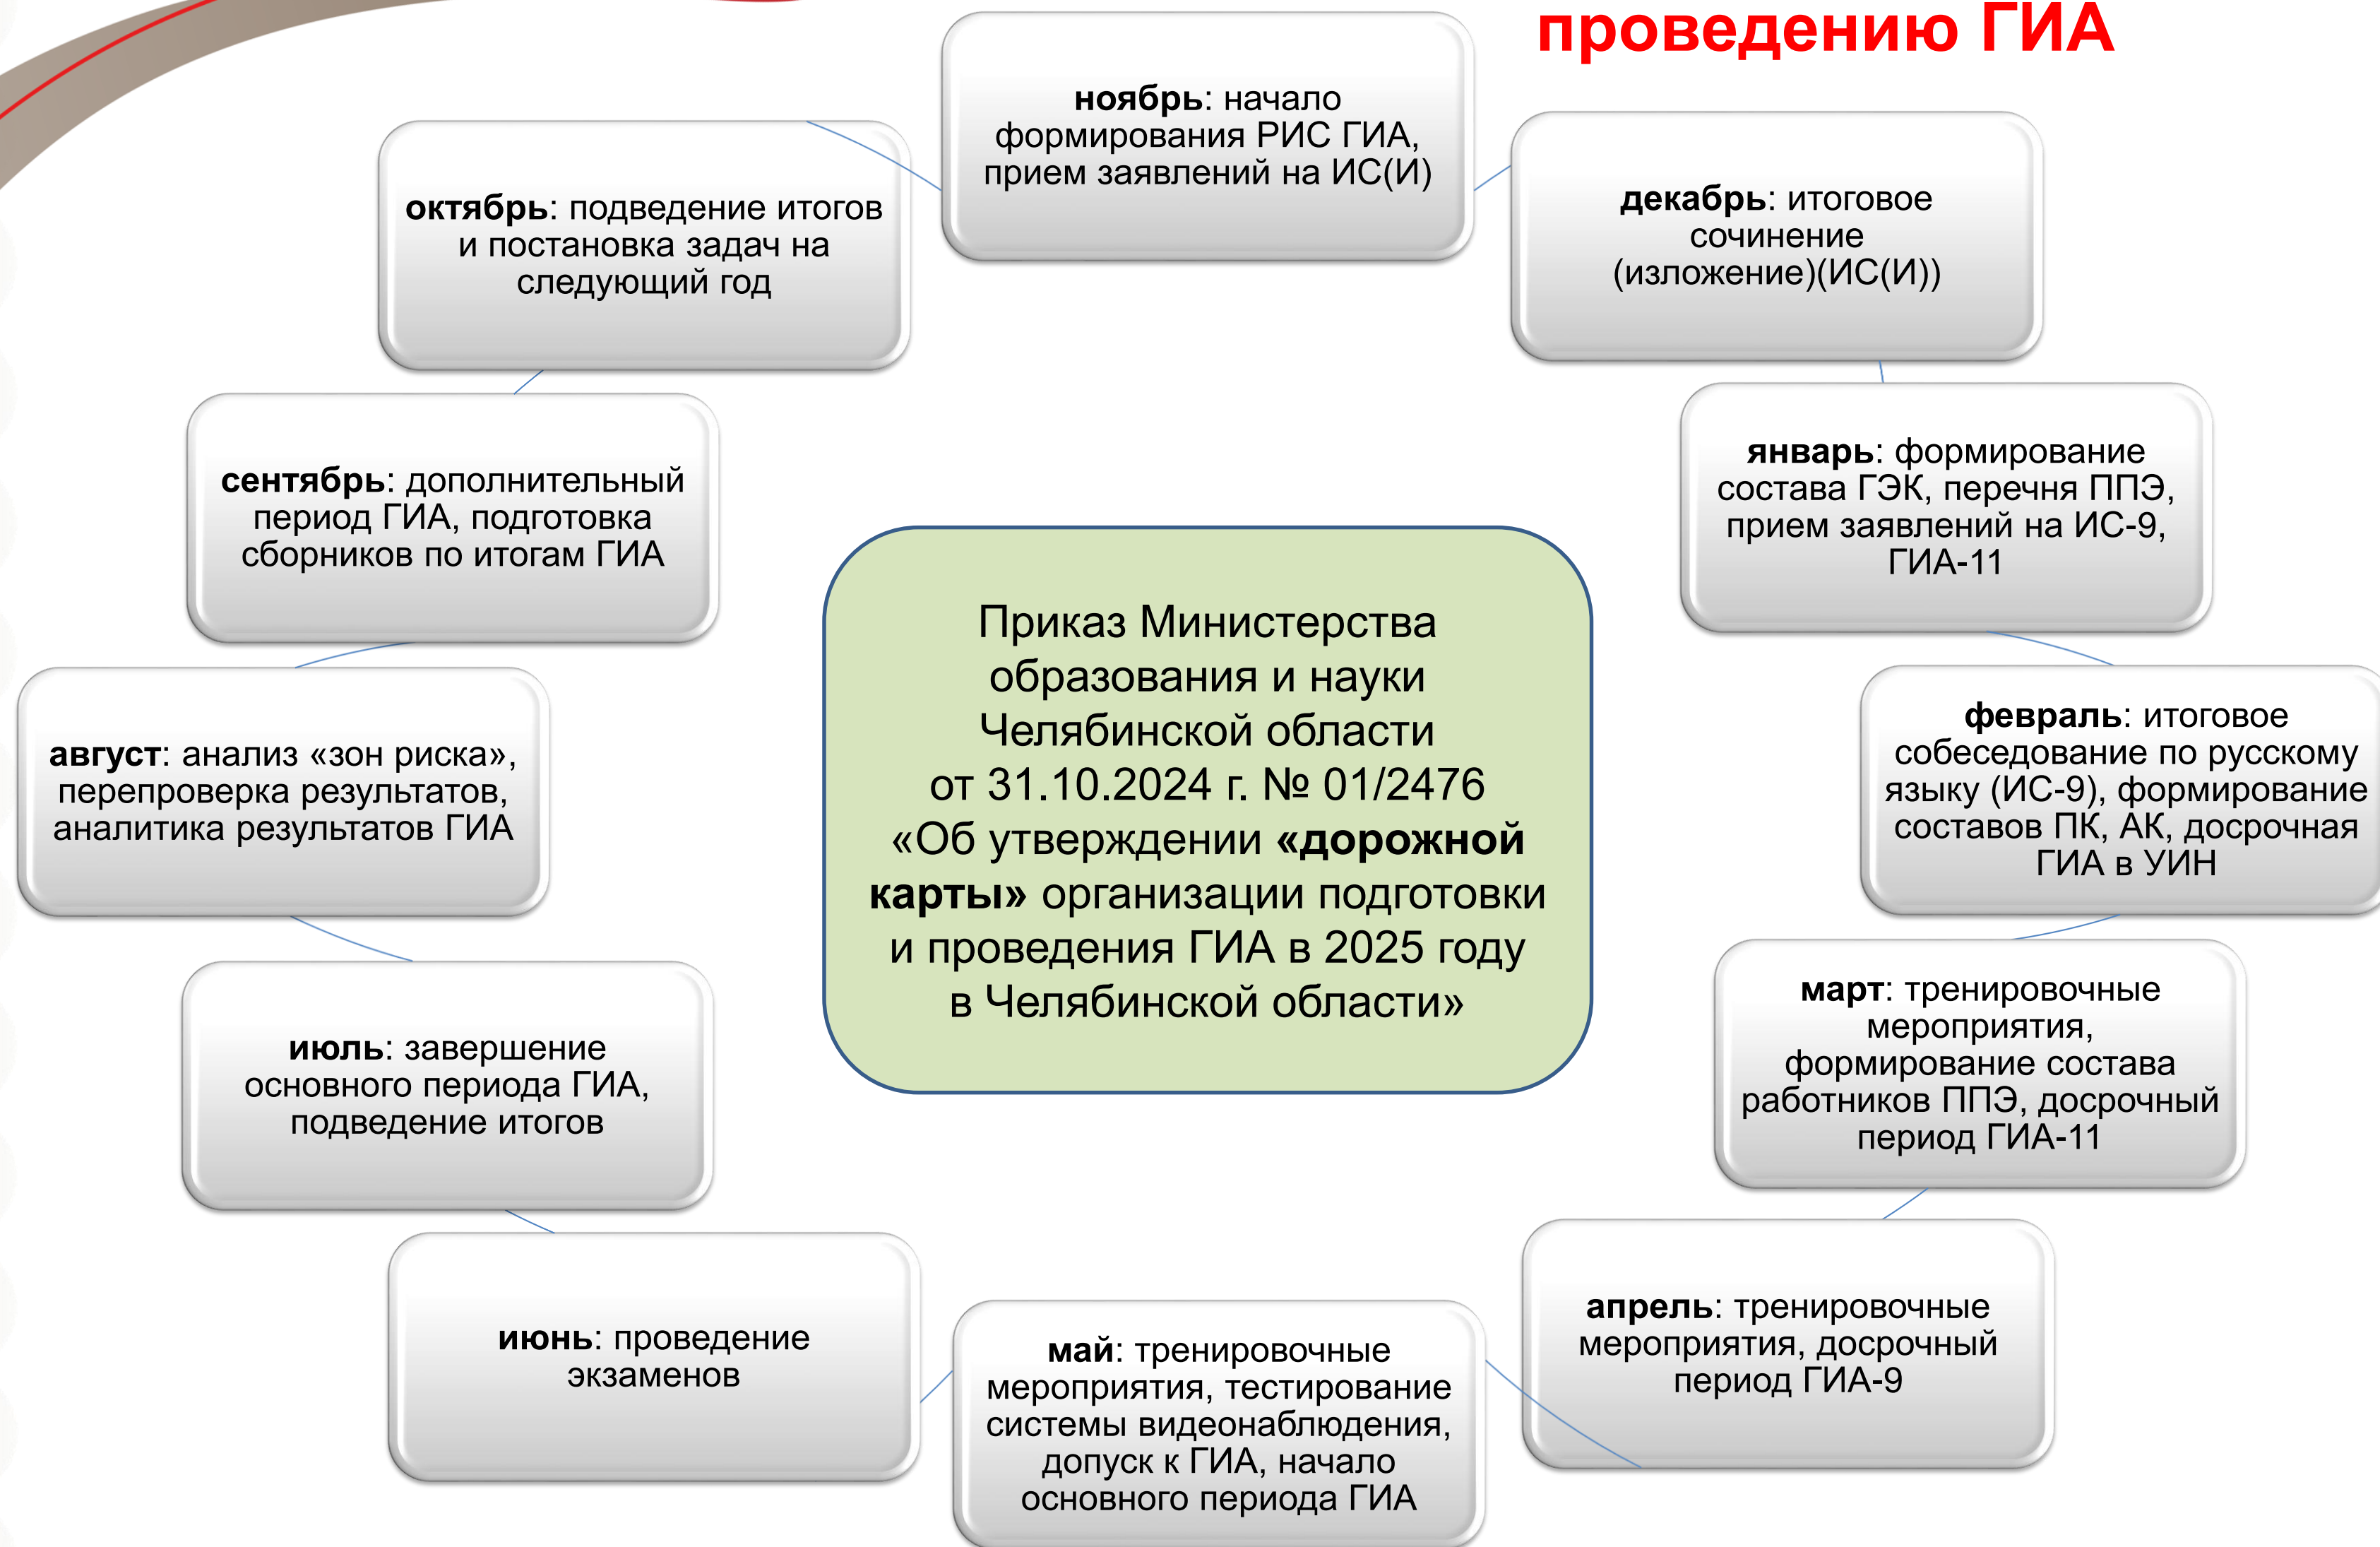 проведению ГИА
ноябрь: начало
формирования РИС ГИА,
прием заявлений на ИС(И)
декабрь: итоговое
сочинение
(изложение)(ИС(И))
январь: формирование
состава ГЭК, перечня ППЭ,
прием заявлений на ИС-9,
ГИА-11
февраль: итоговое
собеседование по русскому
языку (ИС-9), формирование
составов ПК, АК, досрочная
ГИА в УИН
март: тренировочные
мероприятия,
формирование состава
работников ППЭ, досрочный
период ГИА-11
апрель: тренировочные
мероприятия, досрочный
период ГИА-9
май: тренировочные
мероприятия, тестирование
системы видеонаблюдения,
допуск к ГИА, начало
основного периода ГИА
июнь: проведение
экзаменов
июль: завершение
основного периода ГИА,
подведение итогов
август: анализ «зон риска»,
перепроверка результатов,
аналитика результатов ГИА
сентябрь: дополнительный
период ГИА, подготовка
сборников по итогам ГИА
октябрь: подведение итогов
и постановка задач на
следующий год
Приказ Министерства
образования и науки
Челябинской области
от 31.10.2024 г. № 01/2476
«Об утверждении «дорожной
карты» организации подготовки
и проведения ГИА в 2025 году
в Челябинской области»